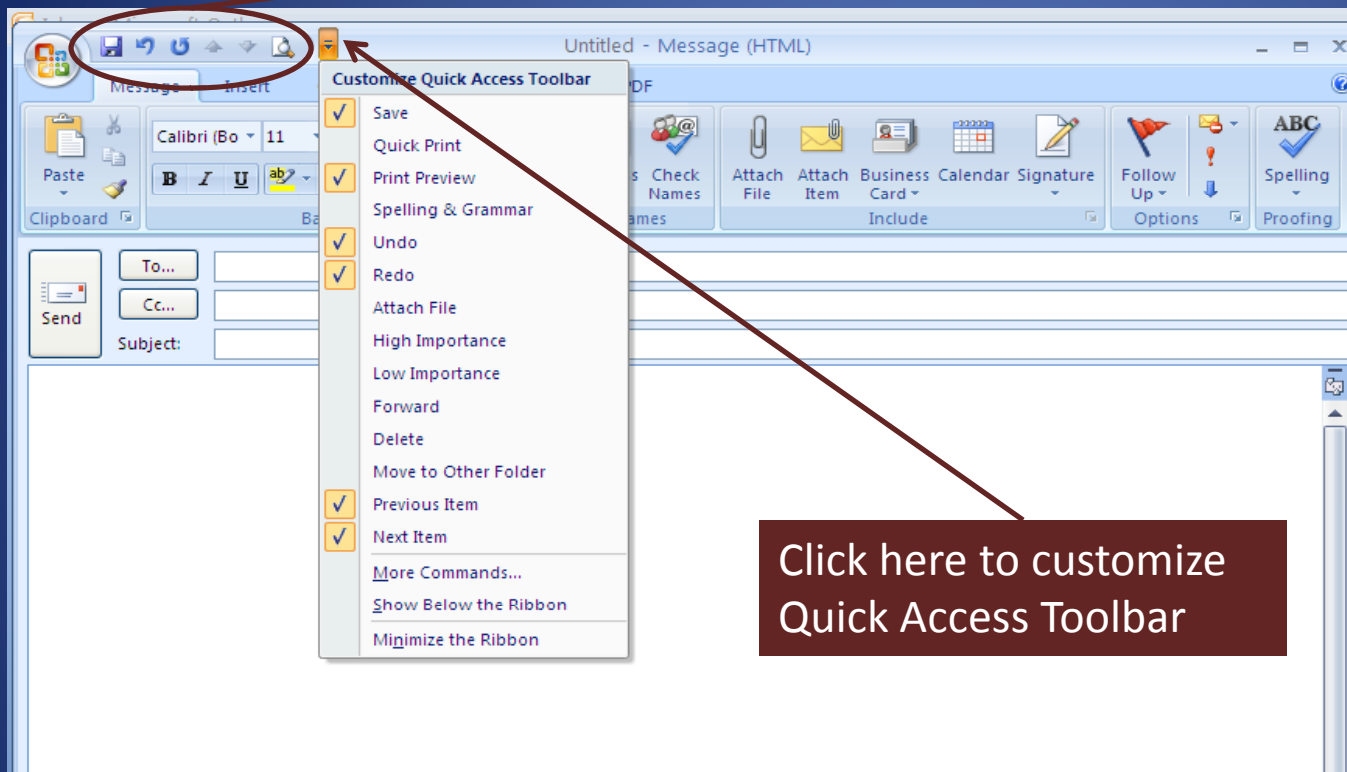 Untitled - Message (HTML)
Message Insert
Customize Quick Access Toolbar
Save
Quick Print
Print Preview
Spelling & Grammar
Undo
Redo
Attach File
High Importance
Low Importance
Forward
Delete
Move to Other Folder
Previous Item
Next Item
More Commands...
Show Below the Ribbon
Minimize the Ribbon
Paste
Clipboard
Calibri (Bo 11
B I U ab
Check
Names
Attach
File
Attach
Item
Business
Card
Calendar
Signature
Include
Follow
Up
Options
ABC
Spelling
Proofing
Send
To...
Cc...
Subject:
Click here to customize
Quick Access Toolbar